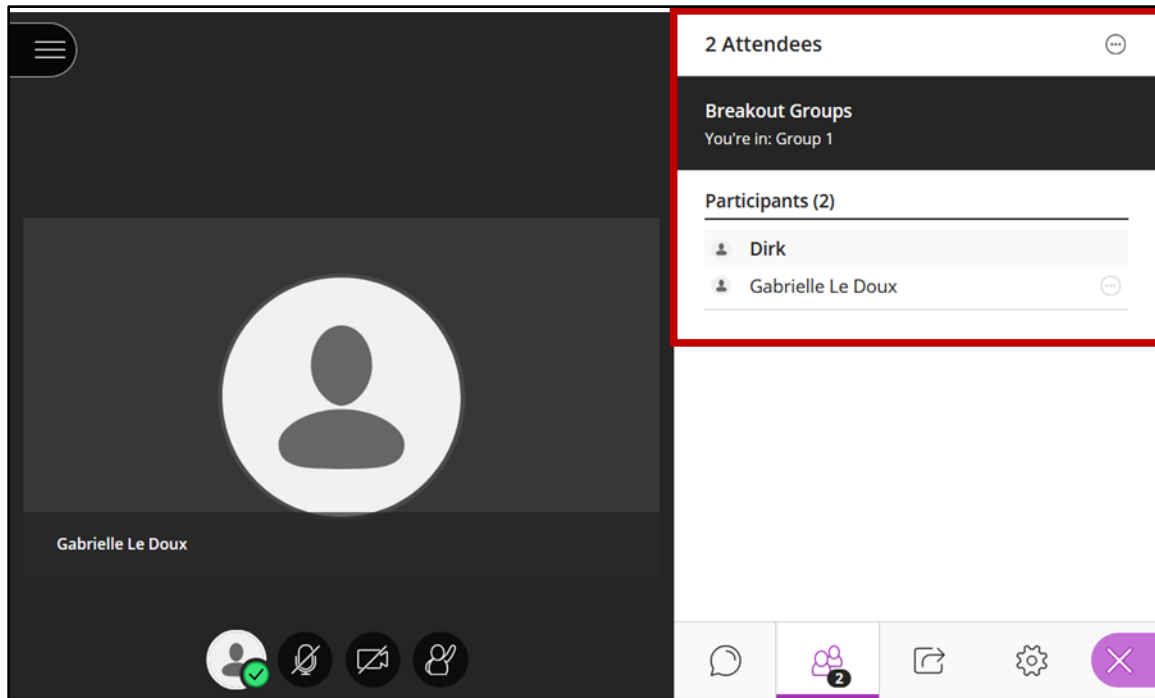 2 Attendees
Breakout Groups
You're in: Group 1
Participants (2)
Dirk
Gabrielle Le Doux
Gabrielle Le Doux
2